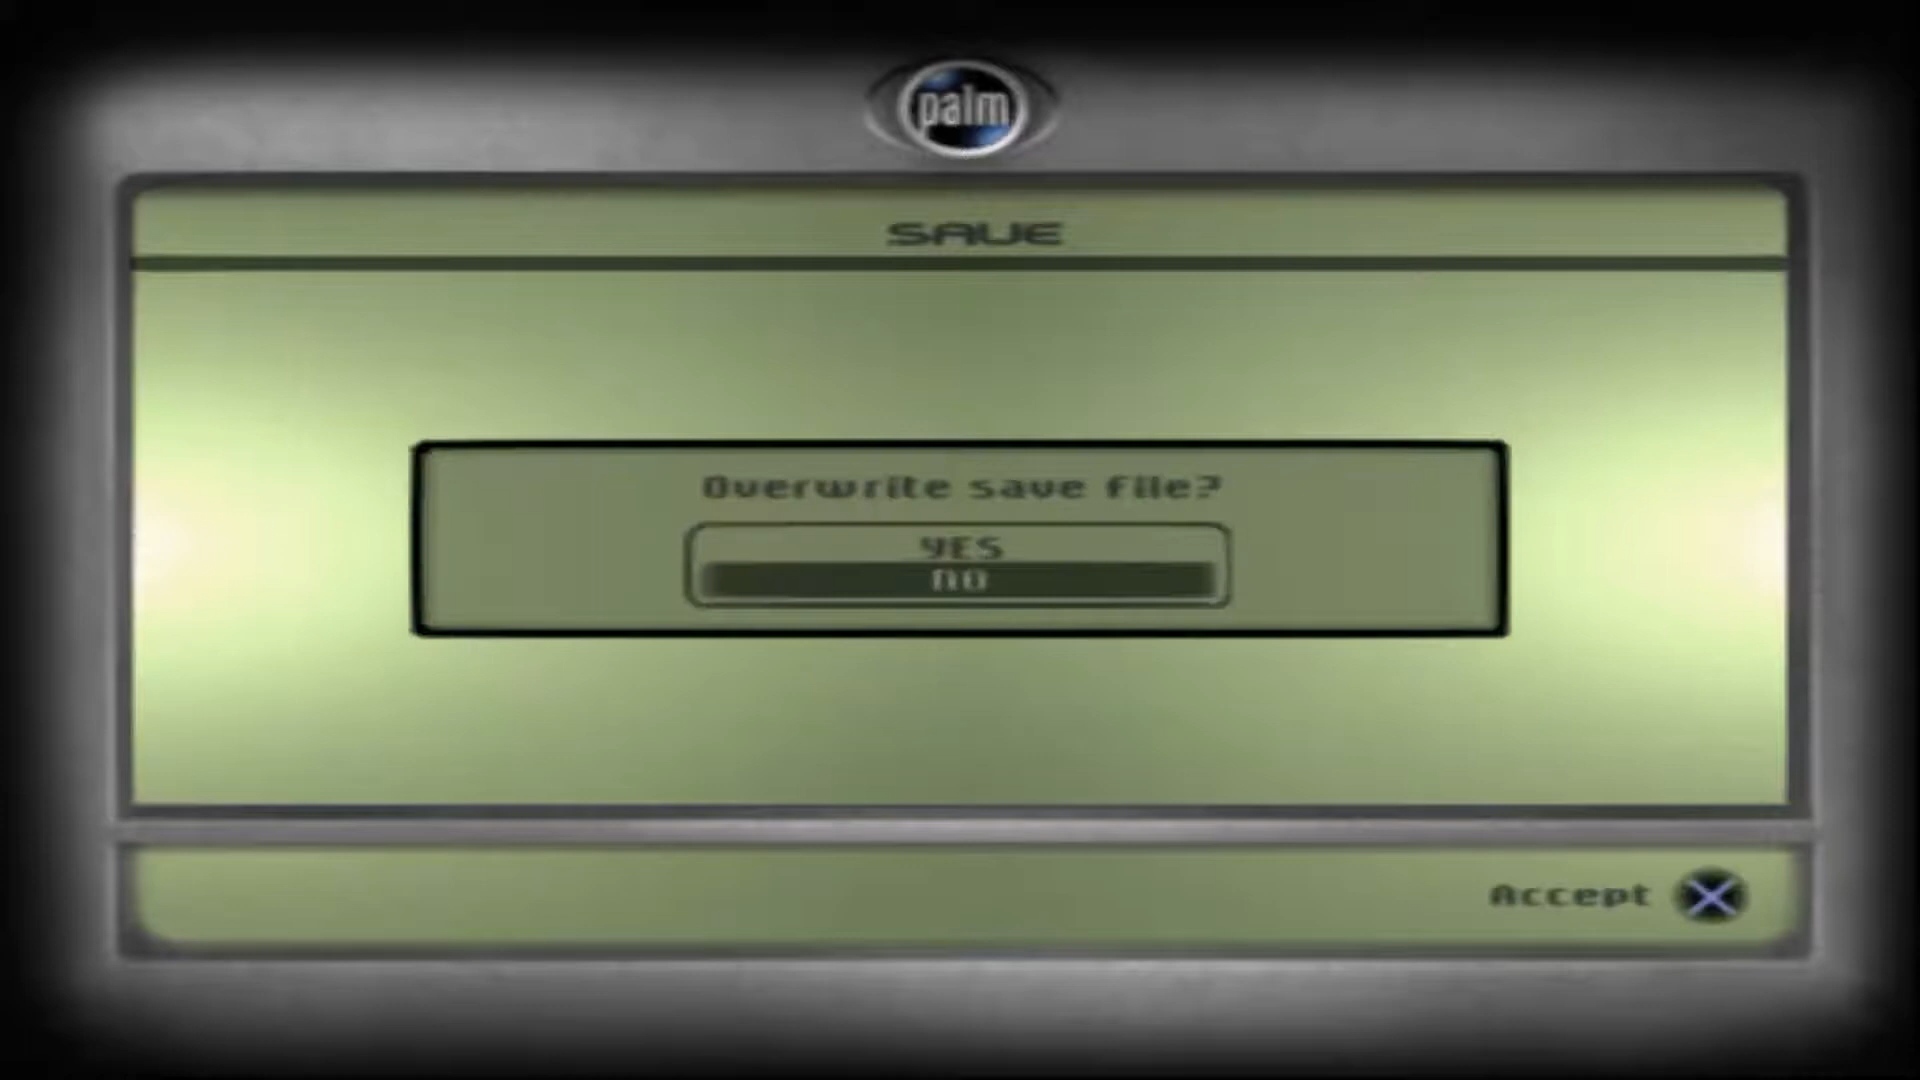 palm
SAVE
Overwrite save file?
YES
NO
Accept